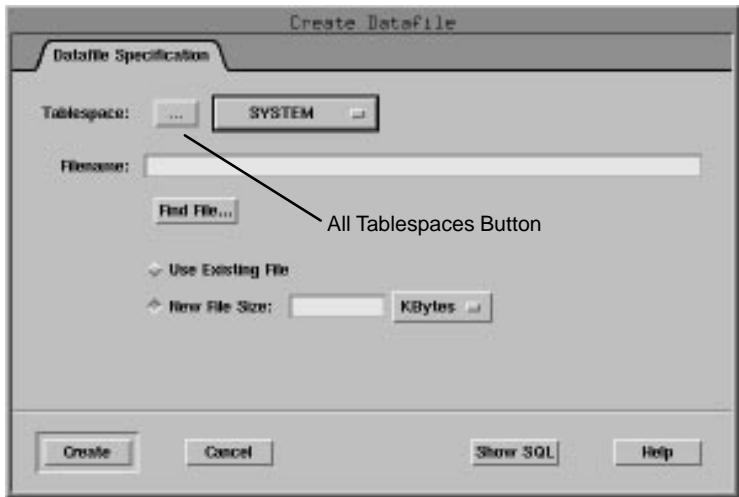 Create Datafile
Datafile Specification
Tablespace: ... SYSTEM
Filename:
Find File...
All Tablespaces Button
Use Existing File
New File Size: KBytes
Create Cancel Show SQL Help